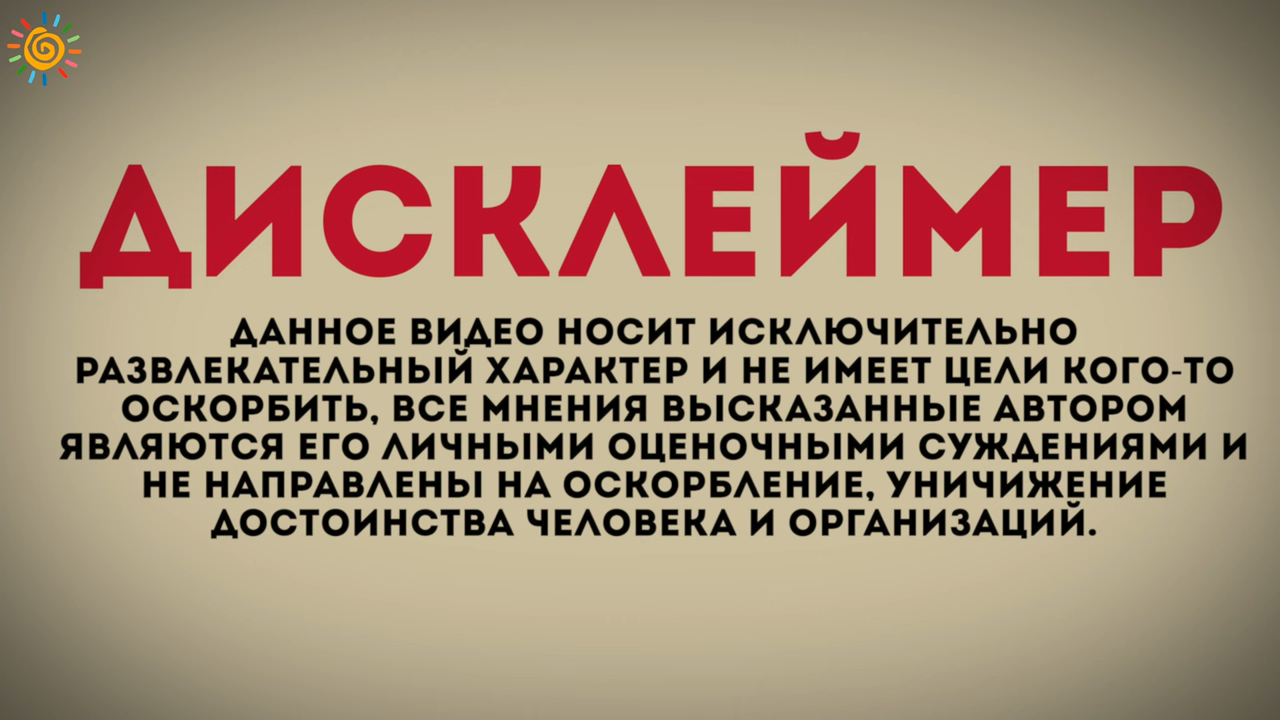 ДИСКЛЕЙМЕР
ДАННОЕ ВИДЕО НОСИТ ИСКЛЮЧИТЕЛЬНО
РАЗВЛЕКАТЕЛЬНЫЙ ХАРАКТЕР И НЕ ИМЕЕТ ЦЕЛИ КОГО-ТО
ОСКОРБИТЬ, ВСЕ МНЕНИЯ ВЫСКАЗАННЫЕ АВТОРОМ
ЯВЛЯЮТСЯ ЕГО ЛИЧНЫМИ ОЦЕНОЧНЫМИ СУЖДЕНИЯМИ И
НЕ НАПРАВЛЕНЫ НА ОСКОРБЛЕНИЕ, УНИЧИЖЕНИЕ
ДОСТОИНСТВА ЧЕЛОВЕКА И ОРГАНИЗАЦИЙ.